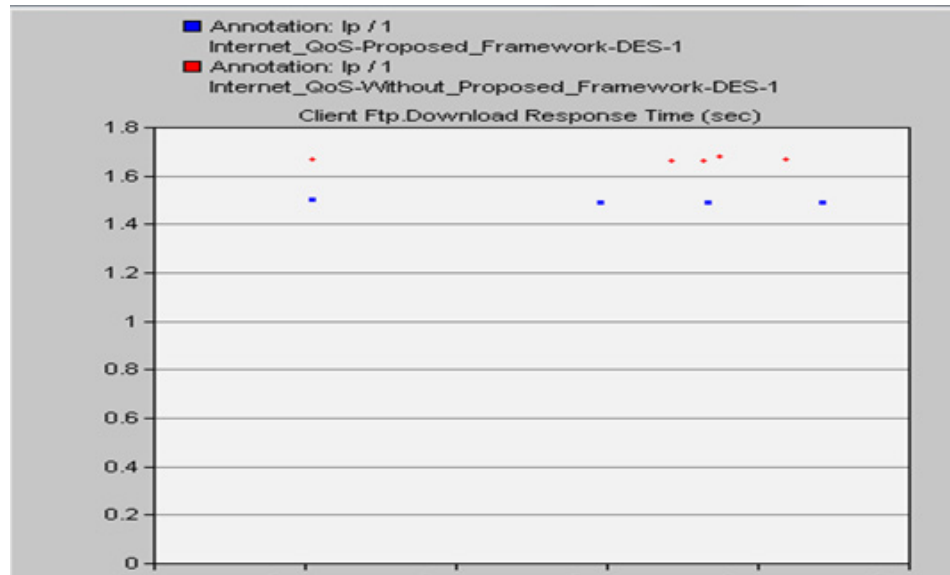 Annotation: Ip / 1
Internet_QoS-Proposed_Framework-DES-1
Annotation: Ip / 1
Internet_QoS-Without_Proposed_Framework-DES-1
Client Ftp.Download Response Time (sec)
1.8
1.6
1.4
1.2
1
0.8
0.6
0.4
0.2
0